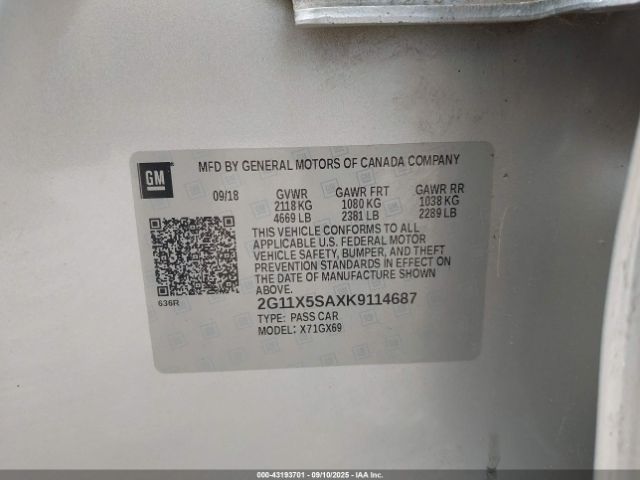 GM
MFD BY GENERAL MOTORS OF CANADA COMPANY
09/18 GVWR GAWR FRT GAWR RR
2118 KG 1080 KG 1038 KG
4669 LB 2381 LB 2289 LB
THIS VEHICLE CONFORMS TO ALL
APPLICABLE U.S. FEDERAL MOTOR
VEHICLE SAFETY, BUMPER, AND THEFT
PREVENTION STANDARDS IN EFFECT ON
DATE OF MANUFACTURE SHOWN
ABOVE.
636R
2G11X5SAXK9114687
TYPE: PASS CAR
MODEL: X71GX69
000-43193701 - 09/10/2025 - IAAI.com